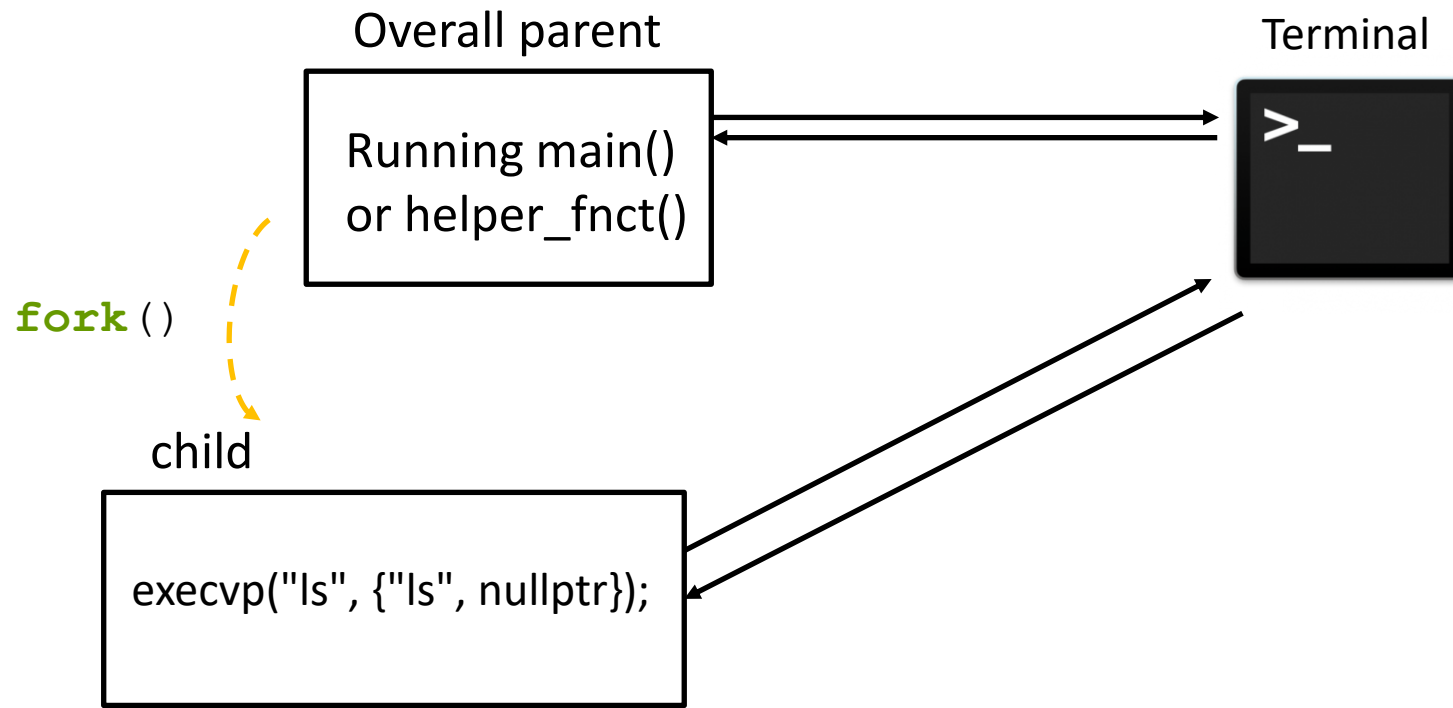 Overall parent
Terminal
Running main()
or helper_fnct()
>_
fork()
child
execvp("ls", {"ls", nullptr});